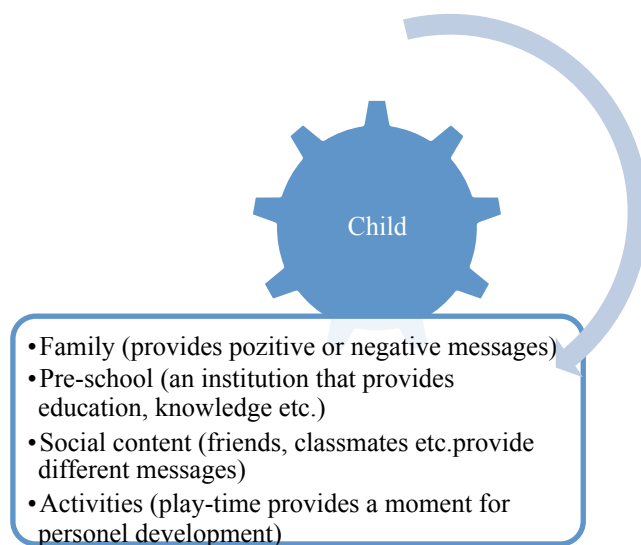 Child
•Family (provides pozitive or negative messages)
•Pre-school (an institution that provides
education, knowledge etc.)
•Social content (friends, classmates etc.provide
different messages)
•Activities (play-time provides a moment for
personel development)